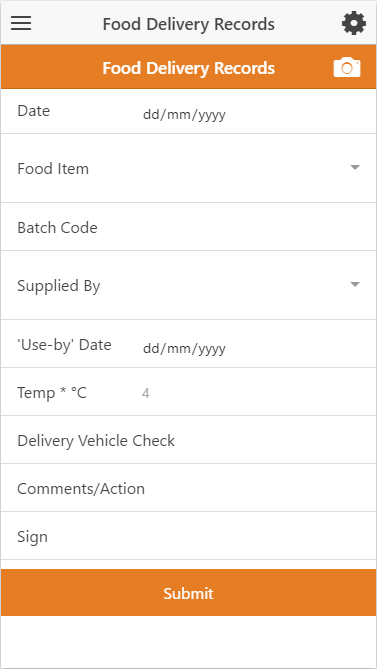 Food Delivery Records
Food Delivery Records
Date dd/mm/yyyy
Food Item
Batch Code
Supplied By
'Use-by' Date dd/mm/yyyy
Temp * °C 4
Delivery Vehicle Check
Comments/Action
Sign
Submit